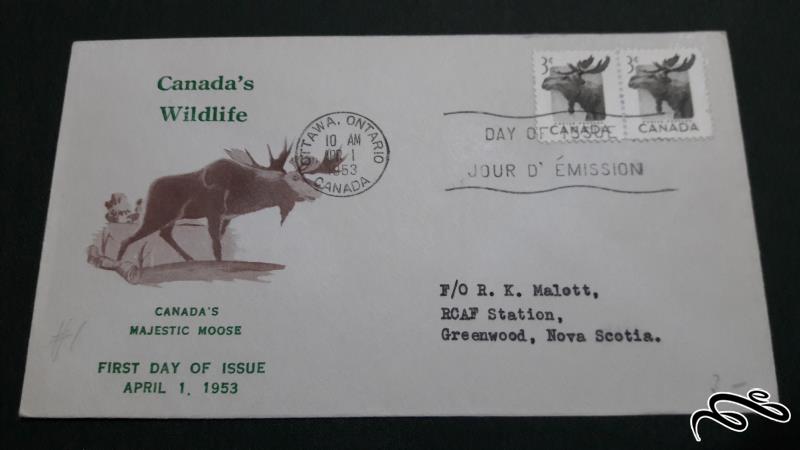 Canada's
Wildlife
OTTAWA, ONTARIO
10 AM
1
1953
CANADA
DAY OF ISSUE
JOUR D' ÉMISSION
3¢
CANADA
3¢
CANADA
F/O R. K. Malott,
RCAF Station,
Greenwood, Nova Scotia.
CANADA'S
MAJESTIC MOOSE
FIRST DAY OF ISSUE
APRIL 1, 1953
#1